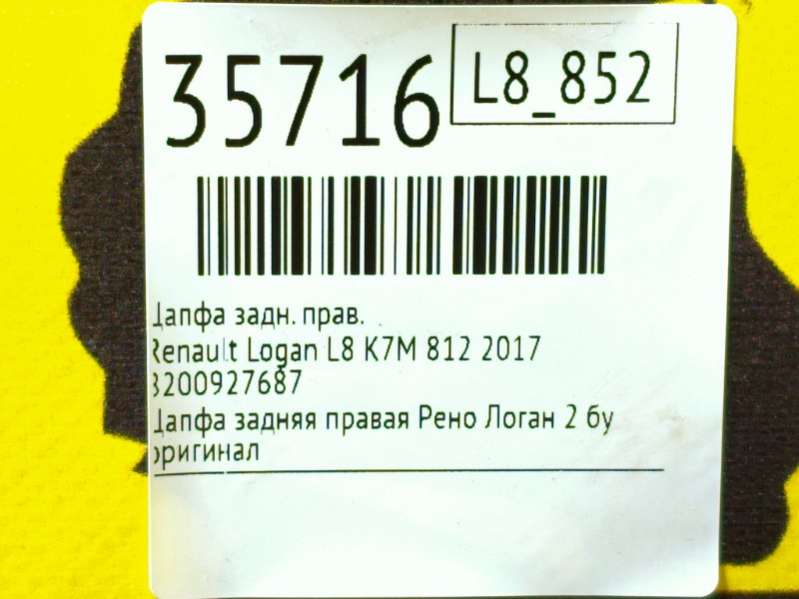 35716
L8_852
Цапфа задн. прав.
Renault Logan L8 K7M 812 2017
8200927687
Цапфа задняя правая Рено Логан 2 бу
оригинал